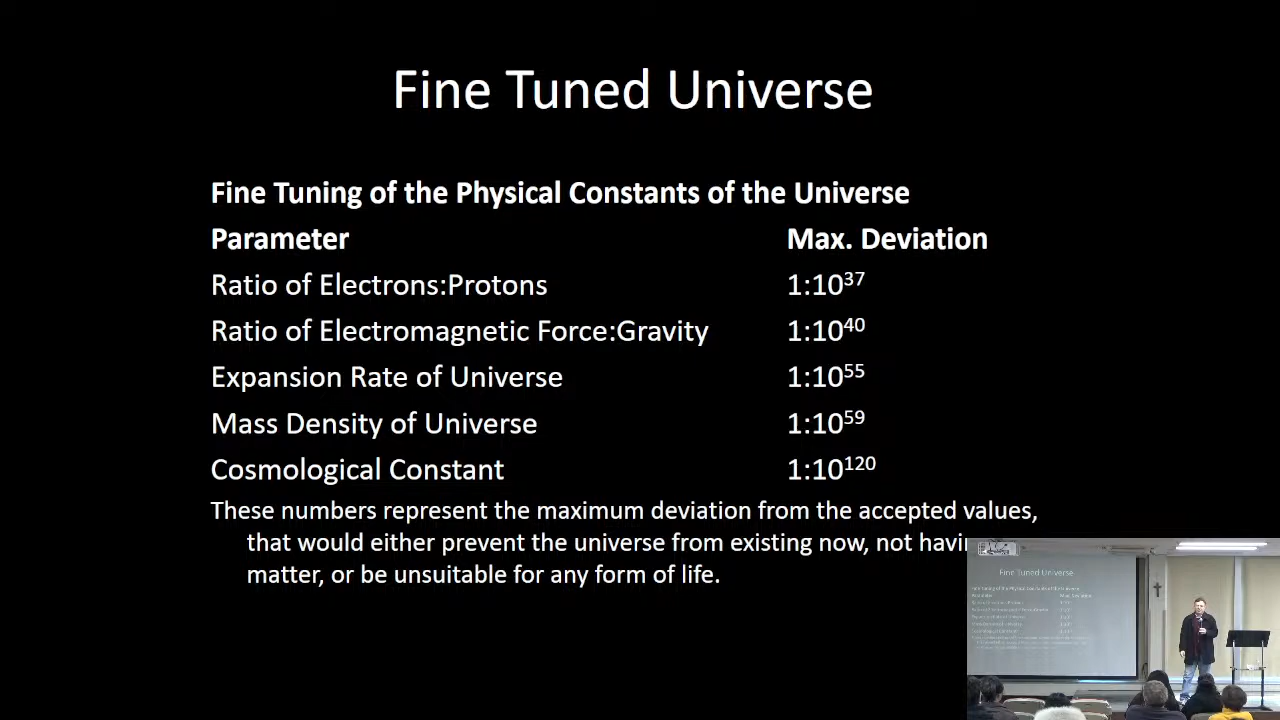 Fine Tuned Universe
Fine Tuning of the Physical Constants of the Universe
Parameter Max. Deviation
Ratio of Electrons:Protons 1:10³⁷
Ratio of Electromagnetic Force:Gravity 1:10⁴⁰
Expansion Rate of Universe 1:10⁵⁵
Mass Density of Universe 1:10⁵⁹
Cosmological Constant 1:10¹²⁰
These numbers represent the maximum deviation from the accepted values,
that would either prevent the universe from existing now, not
matter, or be unsuitable for any form of life.
Fine Tuned Universe